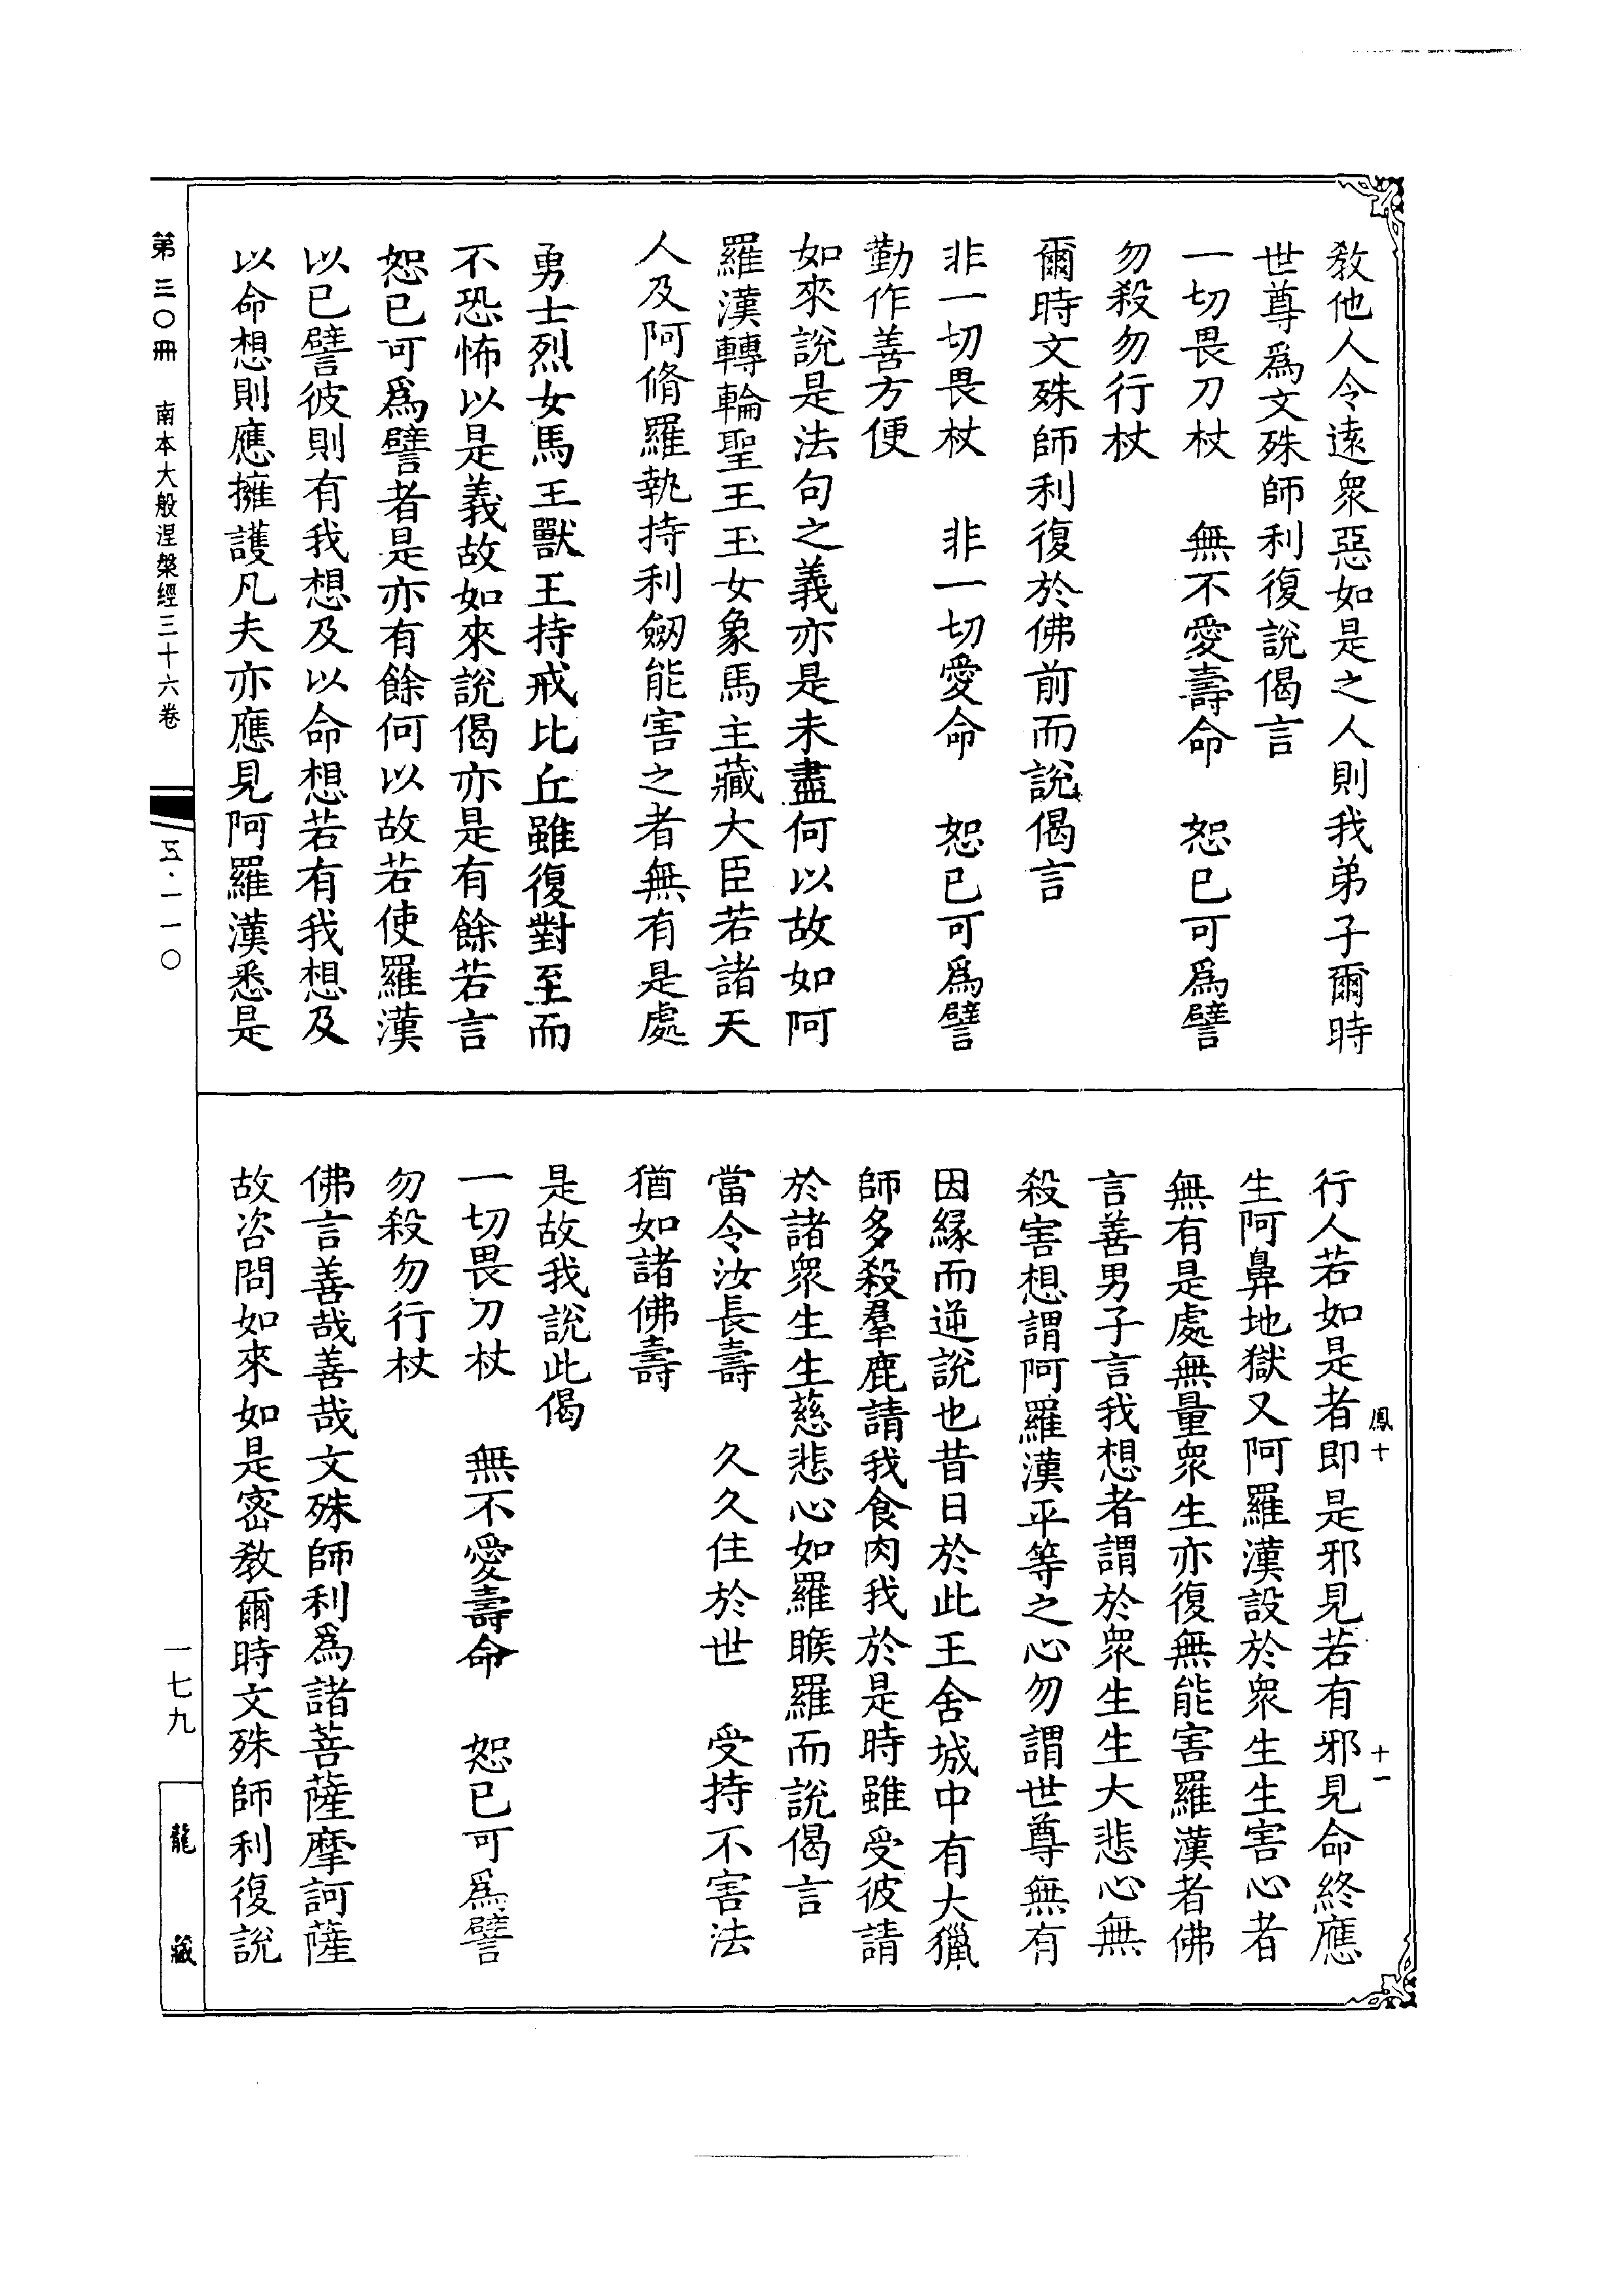 教他人令遠衆惡如是之人則我弟子爾時
世尊爲文殊師利復說偈言
一切畏刀杖　無不愛壽命　恕已可爲譬
勿殺勿行杖
爾時文殊師利復於佛前而說偈言
非一切畏杖　非一切愛命　恕已可爲譬
勤作善方便
如來說是法句之義亦是未盡何以故如阿
羅漢轉輪聖王玉女象馬主藏大臣若諸天
人及阿脩羅執持利劒能害之者無有是處
勇士烈女馬王獸王持戒比丘雖復對至而
不恐怖以是義故如來說偈亦是有餘若言
恕已可爲譬者是亦有餘何以故若使羅漢
以已譬彼則有我想及以命想若有我想及
以命想則應擁護凡夫亦應見阿羅漢悉是
行人若如是者即是邪見若有邪見命終應
生阿鼻地獄又阿羅漢設於衆生生害心者
無有是處無量衆生亦復無能害羅漢者佛
言善男子言我想者謂於衆生生大悲心無
殺害想謂阿羅漢平等之心勿謂世尊無有
因緣而逆說也昔日於此王舍城中有大獵
師多殺羣鹿請我食肉我於是時雖受彼請
於諸衆生生慈悲心如羅睺羅而說偈言
當令汝長壽　久久住於世　受持不害法
猶如諸佛壽
是故我說此偈
一切畏刀杖　無不愛壽命　恕已可爲譬
勿殺勿行杖
佛言善哉善哉文殊師利爲諸菩薩摩訶薩
故咨問如來如是密教爾時文殊師利復說
鳳十
十一
第三〇冊　南本大般涅槃經三十六卷
五·一一〇
一七九
龍藏